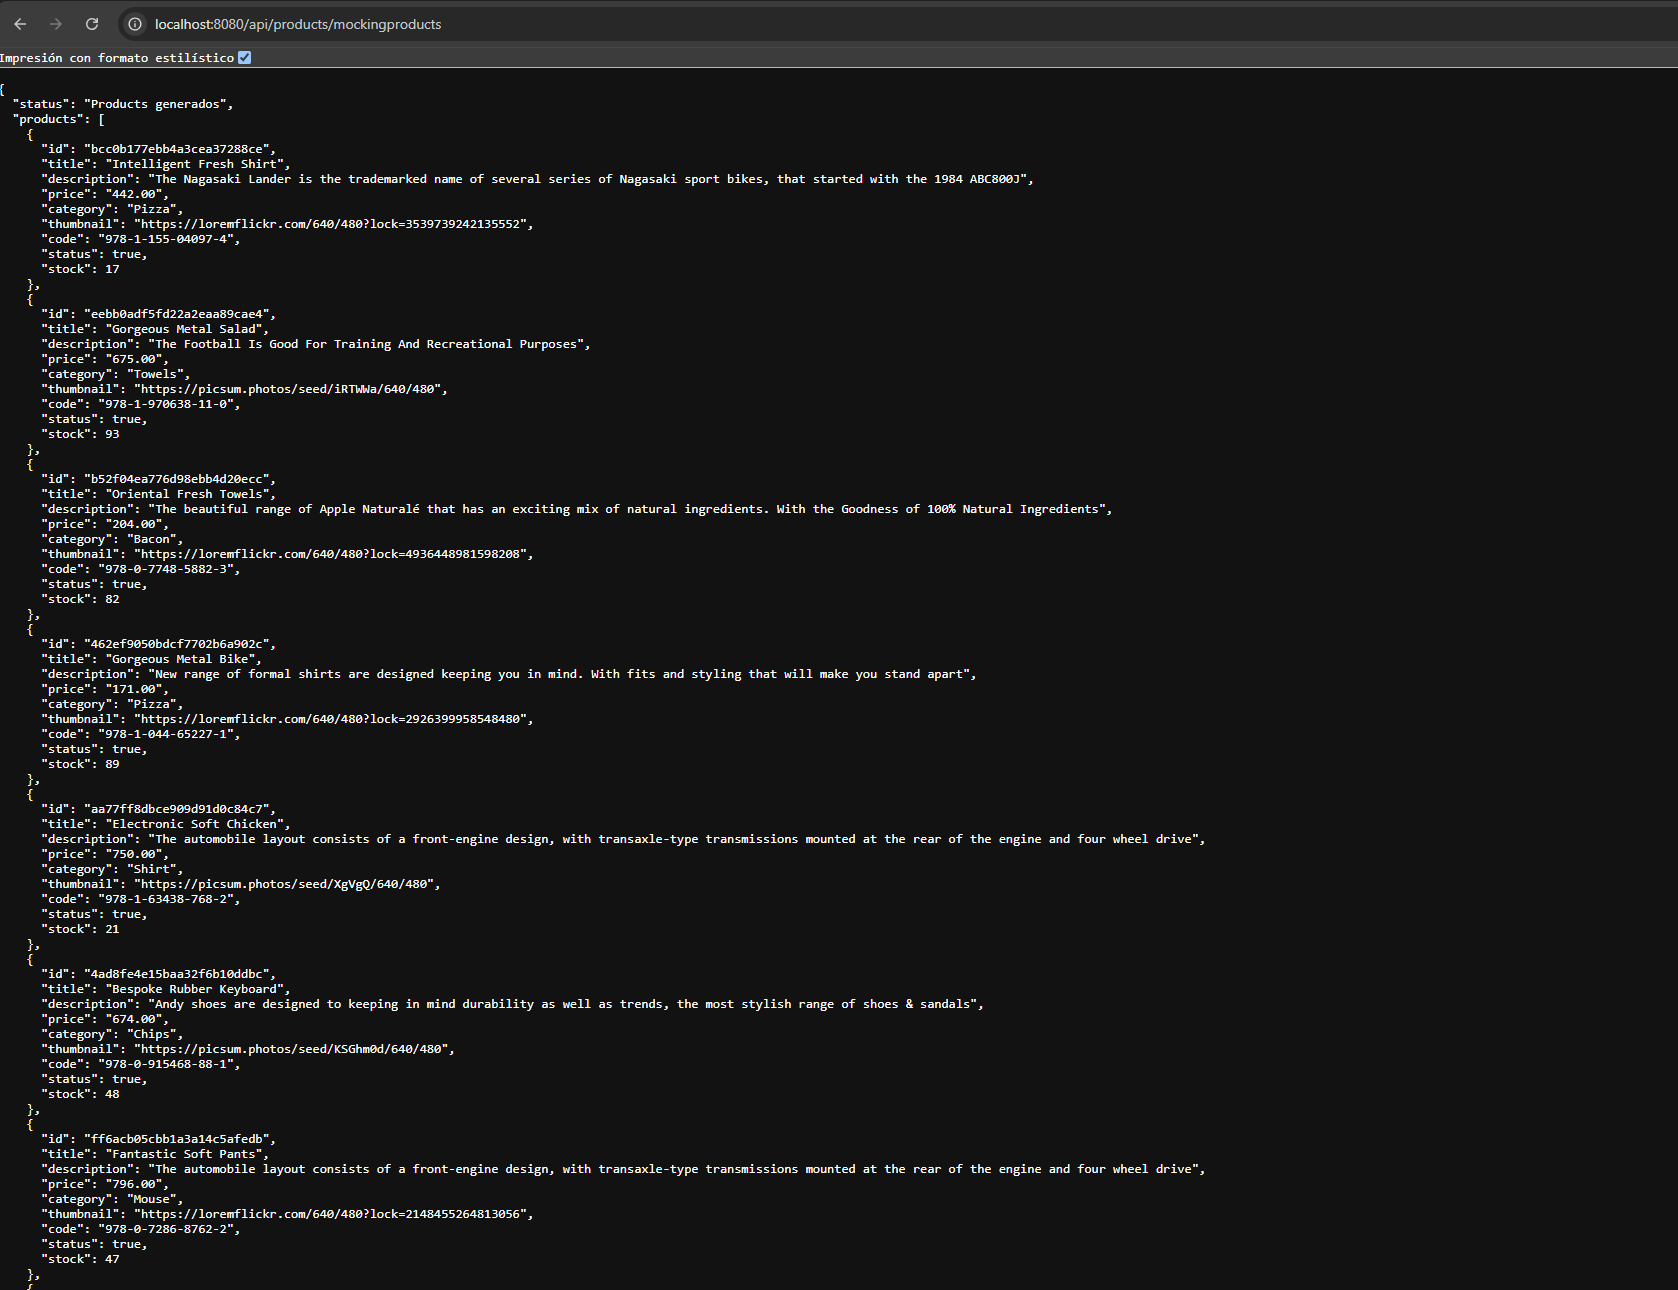 localhost:8080/api/products/mockingproducts
Impresión con formato estilístico
{
"status": "Products generados",
"products": [
{
"id": "bcc0b177ebb4a3cea37288ce",
"title": "Intelligent Fresh Shirt",
"description": "The Nagasaki Lander is the trademarked name of several series of Nagasaki sport bikes, that started with the 1984 ABC800J",
"price": "442.00",
"category": "Pizza",
"thumbnail": "https://loremflickr.com/640/480?lock=3539739242135552",
"code": "978-1-155-04097-4",
"status": true,
"stock": 17
},
{
"id": "eebb0adf5fd22a2eaa89cae4",
"title": "Gorgeous Metal Salad",
"description": "The Football Is Good For Training And Recreational Purposes",
"price": "675.00",
"category": "Towels",
"thumbnail": "https://picsum.photos/seed/iRTWWa/640/480",
"code": "978-1-970638-11-0",
"status": true,
"stock": 93
},
{
"id": "b52f04ea776d98ebb4d20ecc",
"title": "Oriental Fresh Towels",
"description": "The beautiful range of Apple Naturalé that has an exciting mix of natural ingredients. With the Goodness of 100% Natural Ingredients",
"price": "204.00",
"category": "Bacon",
"thumbnail": "https://loremflickr.com/640/480?lock=4936448981598208",
"code": "978-0-7748-5882-3",
"status": true,
"stock": 82
},
{
"id": "462ef9050bdcf7702b6a902c",
"title": "Gorgeous Metal Bike",
"description": "New range of formal shirts are designed keeping you in mind. With fits and styling that will make you stand apart",
"price": "171.00",
"category": "Pizza",
"thumbnail": "https://loremflickr.com/640/480?lock=2926399958548480",
"code": "978-1-044-65227-1",
"status": true,
"stock": 89
},
{
"id": "aa77ff8dbce909d91d0c84c7",
"title": "Electronic Soft Chicken",
"description": "The automobile layout consists of a front-engine design, with transaxle-type transmissions mounted at the rear of the engine and four wheel drive",
"price": "750.00",
"category": "Shirt",
"thumbnail": "https://picsum.photos/seed/XgVgQ/640/480",
"code": "978-1-63438-768-2",
"status": true,
"stock": 21
},
{
"id": "4ad8fe4e15baa32f6b10ddbc",
"title": "Bespoke Rubber Keyboard",
"description": "Andy shoes are designed to keeping in mind durability as well as trends, the most stylish range of shoes & sandals",
"price": "674.00",
"category": "Chips",
"thumbnail": "https://picsum.photos/seed/KSGhm0d/640/480",
"code": "978-0-915468-88-1",
"status": true,
"stock": 48
},
{
"id": "ff6acb05cbb1a3a14c5afedb",
"title": "Fantastic Soft Pants",
"description": "The automobile layout consists of a front-engine design, with transaxle-type transmissions mounted at the rear of the engine and four wheel drive",
"price": "796.00",
"category": "Mouse",
"thumbnail": "https://loremflickr.com/640/480?lock=2148455264813056",
"code": "978-0-7286-8762-2",
"status": true,
"stock": 47
},
{